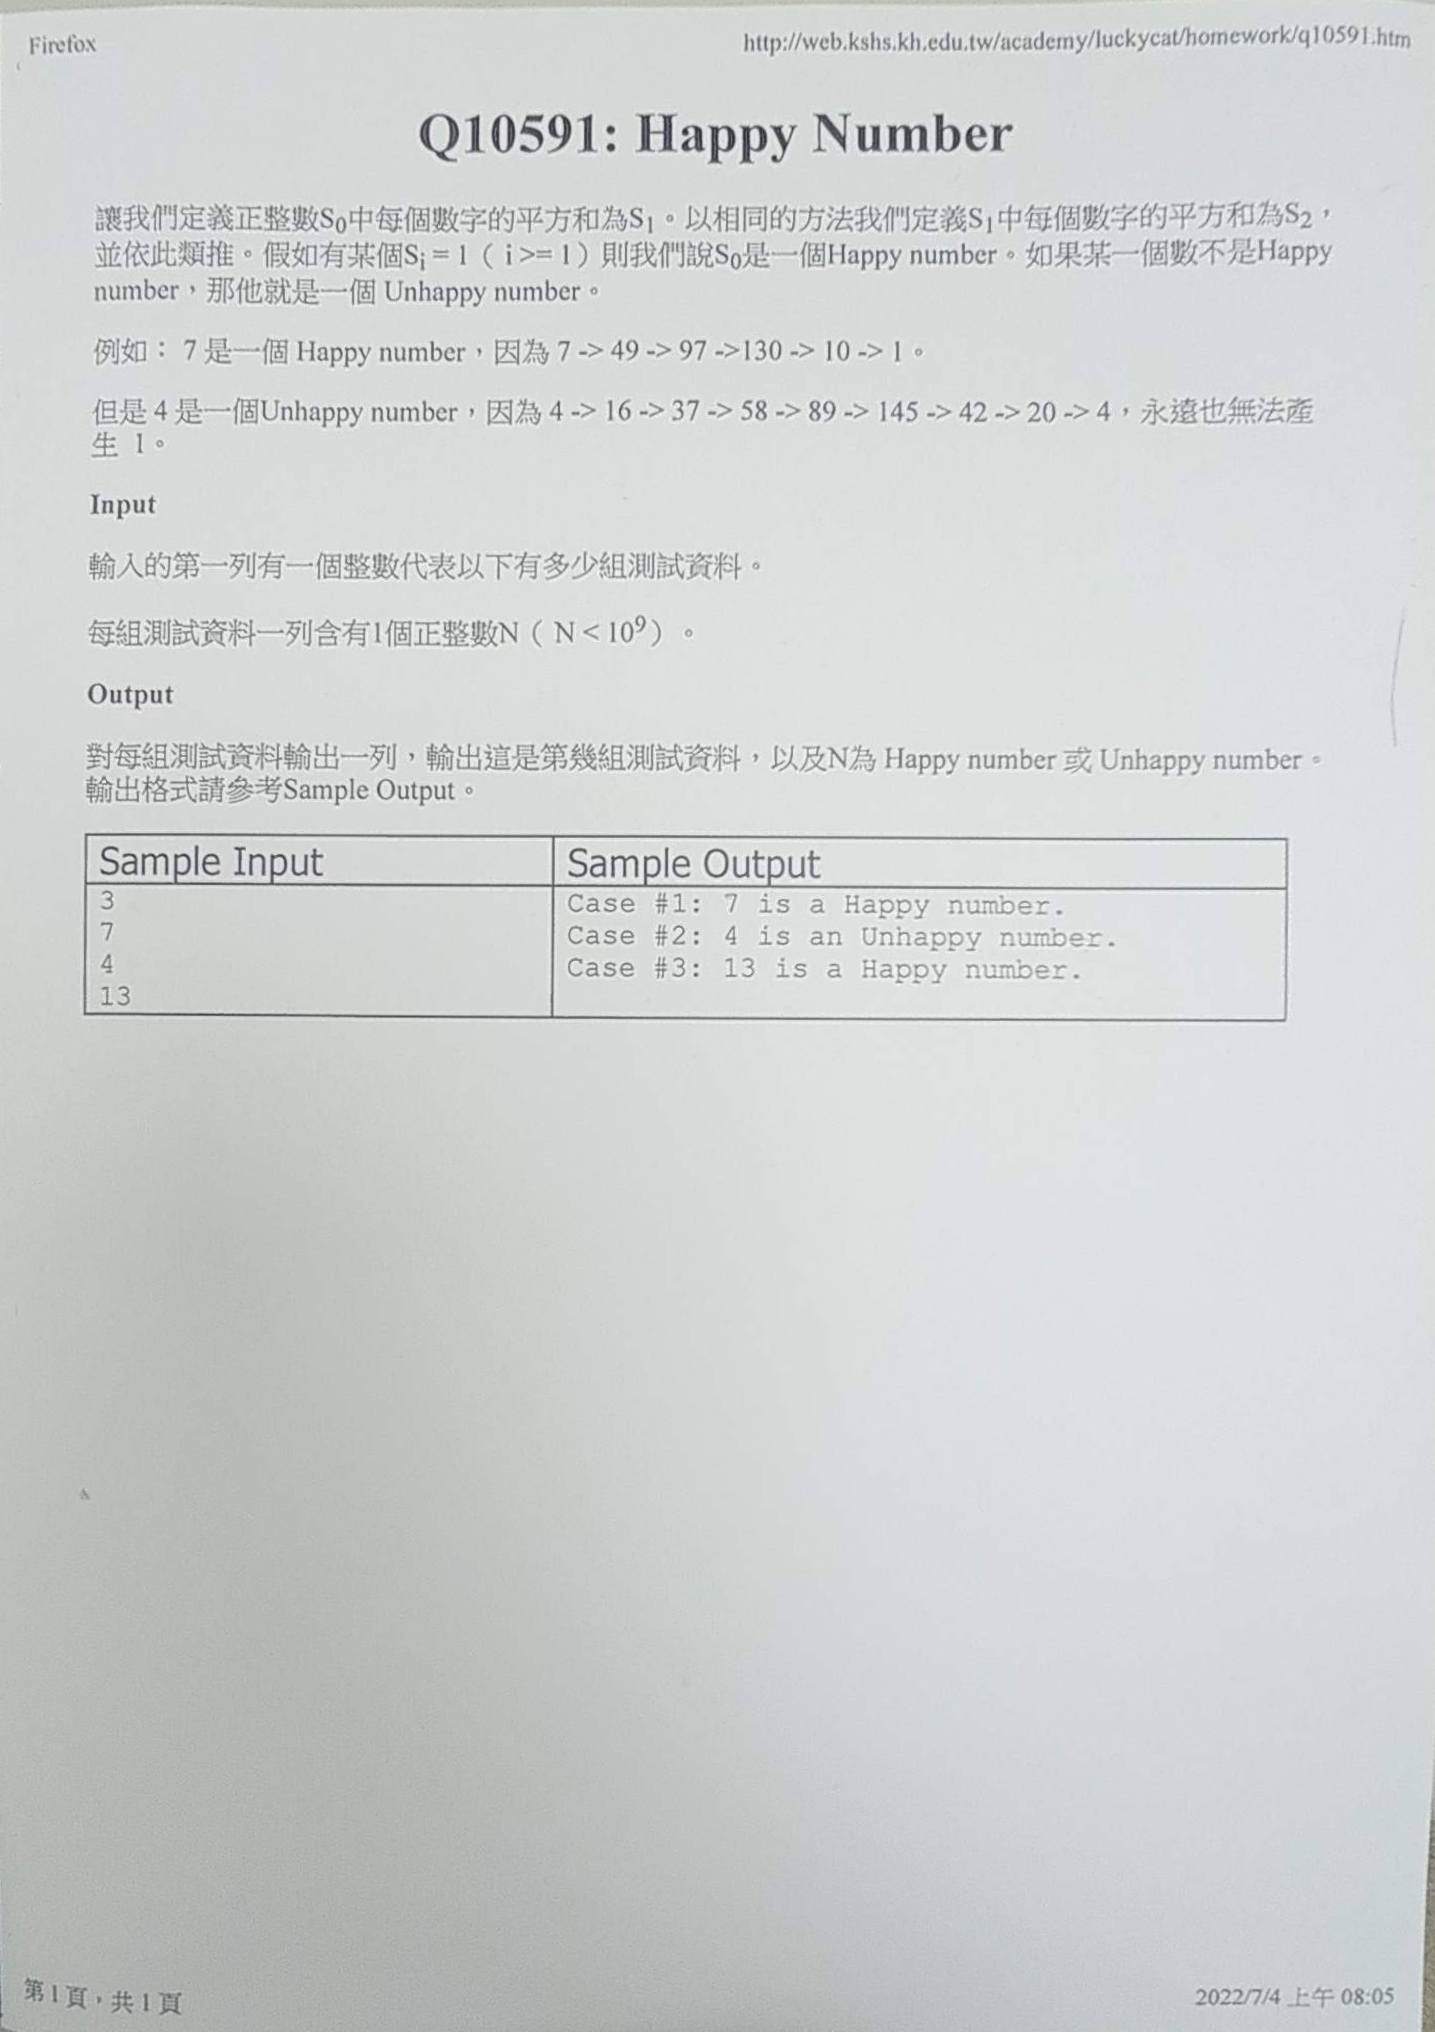 Firefox
http://web.kshs.kh.edu.tw/academy/luckycat/homework/q10591.htm
Q10591: Happy Number
讓我們定義正整數S₀中每個數字的平方和為S₁。以相同的方法我們定義S₁中每個數字的平方和為S₂，
並依此類推。假如有某個Sᵢ = 1（ i >= 1）則我們說S₀是一個Happy number。如果某一個數不是Happy
number，那他就是一個 Unhappy number。
例如： 7 是一個 Happy number，因為 7 -> 49 -> 97 ->130 -> 10 -> 1。
但是 4 是一個Unhappy number，因為 4 -> 16 -> 37 -> 58 -> 89 -> 145 -> 42 -> 20 -> 4，永遠也無法產
生 1。
Input
輸入的第一列有一個整數代表以下有多少組測試資料。
每組測試資料一列含有1個正整數N（ N < 10⁹）。
Output
對每組測試資料輸出一列，輸出這是第幾組測試資料，以及N為 Happy number 或 Unhappy number。
輸出格式請參考Sample Output。
Sample Input
3
7
4
13
Sample Output
Case #1: 7 is a Happy number.
Case #2: 4 is an Unhappy number.
Case #3: 13 is a Happy number.
第1頁，共1頁
2022/7/4 上午 08:05